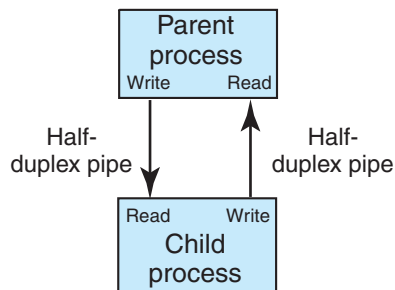 Parent
process
Write Read
Half-
duplex pipe
Half-
duplex pipe
Read Write
Child
process